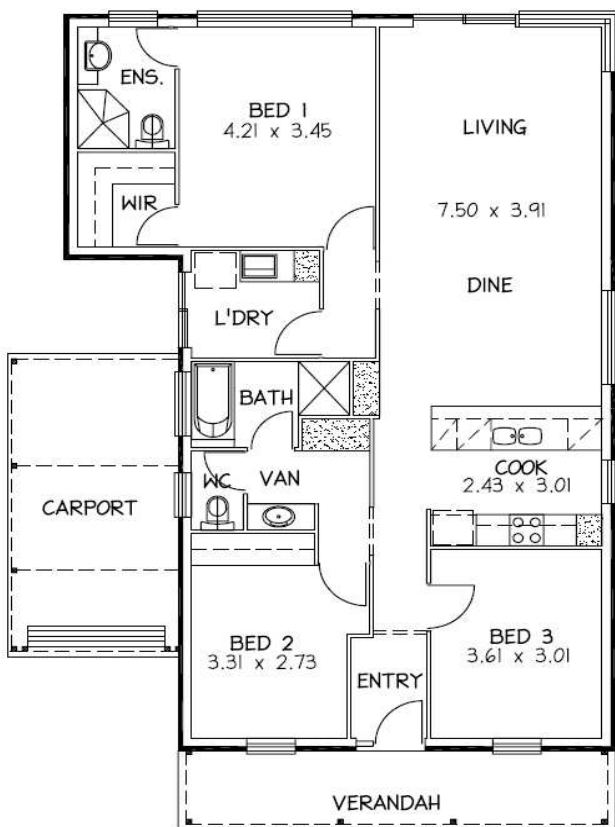 ENS.
BED 1
4.21 x 3.45
LIVING
7.50 x 3.91
WIR
DINE
L'DRY
BATH
COOK
2.43 x 3.01
WC
VAN
CARPORT
BED 2
3.31 x 2.73
BED 3
3.61 x 3.01
ENTRY
VERANDAH